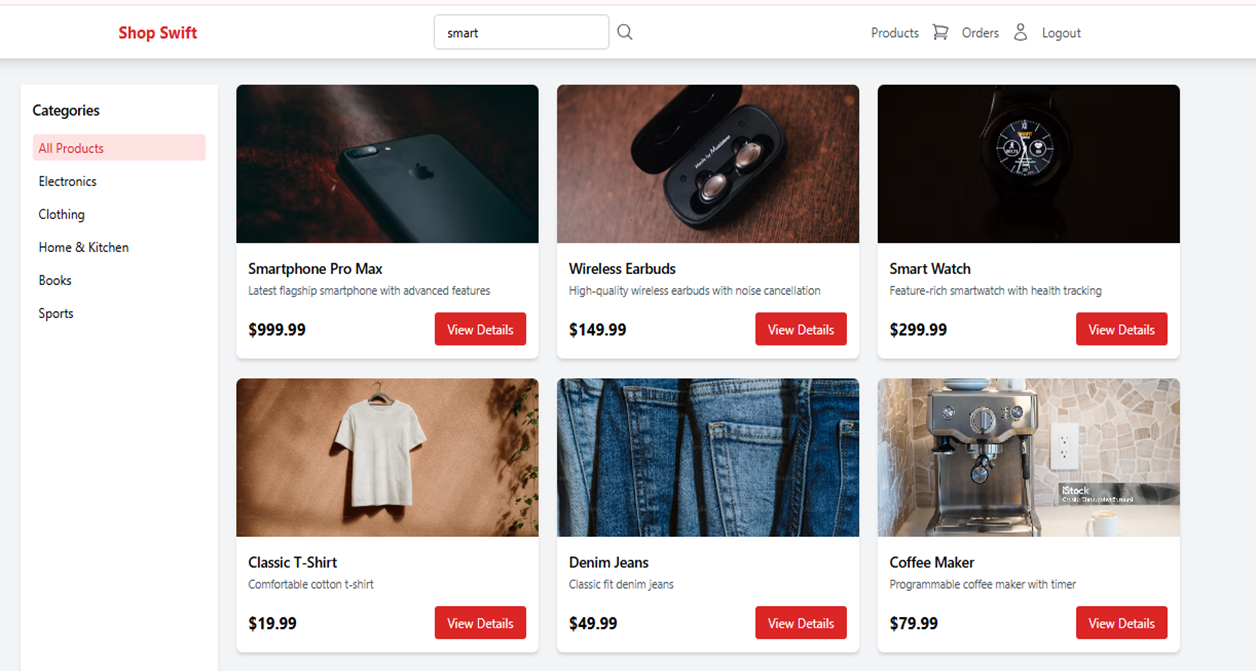 Shop Swift
smart
Products
Orders
Logout
Categories
All Products
Electronics
Clothing
Home & Kitchen
Books
Sports
Smartphone Pro Max
Latest flagship smartphone with advanced features
$999.99
View Details
Wireless Earbuds
High-quality wireless earbuds with noise cancellation
$149.99
View Details
Smart Watch
Feature-rich smartwatch with health tracking
$299.99
View Details
Classic T-Shirt
Comfortable cotton t-shirt
$19.99
View Details
Denim Jeans
Classic fit denim jeans
$49.99
View Details
iStock
Coffee Maker
Programmable coffee maker with timer
$79.99
View Details